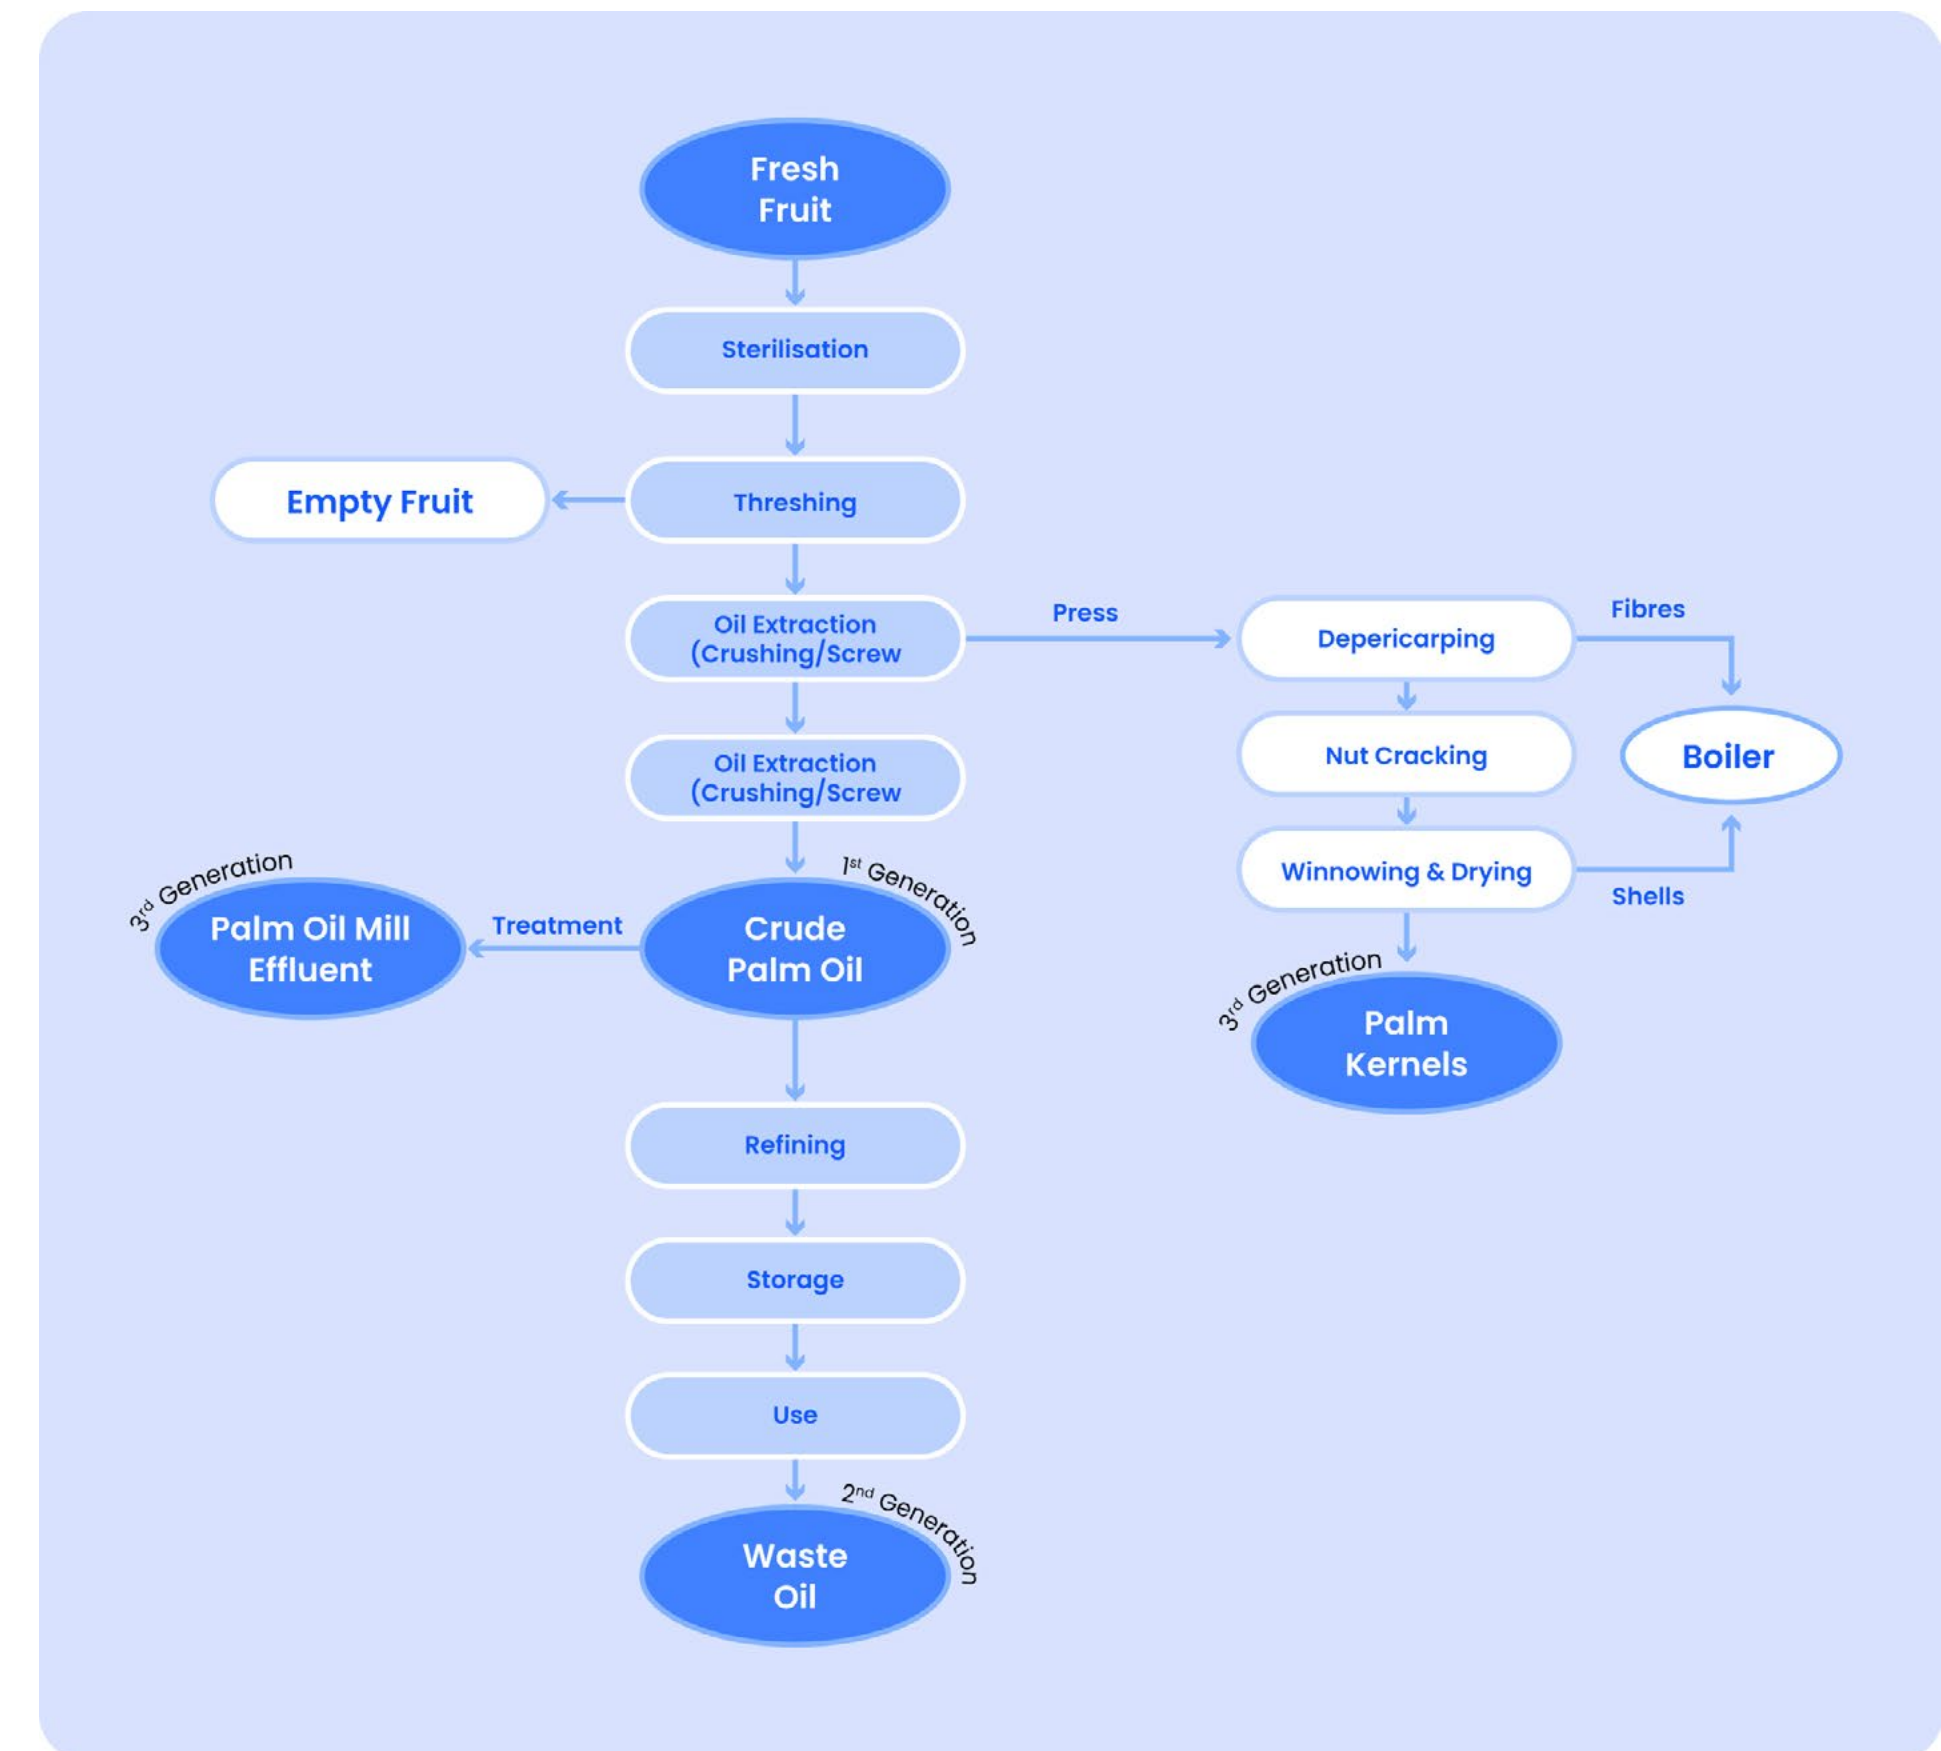 Fresh
Fruit
Sterilisation
Empty Fruit
Threshing
Oil Extraction
(Crushing/Screw
Press
Depericarping
Fibres
Oil Extraction
(Crushing/Screw
Nut Cracking
Boiler
Winnowing & Drying
Shells
3rd Generation
Palm Oil Mill
Effluent
Treatment
1st Generation
Crude
Palm Oil
3rd Generation
Palm
Kernels
Refining
Storage
Use
2nd Generation
Waste
Oil